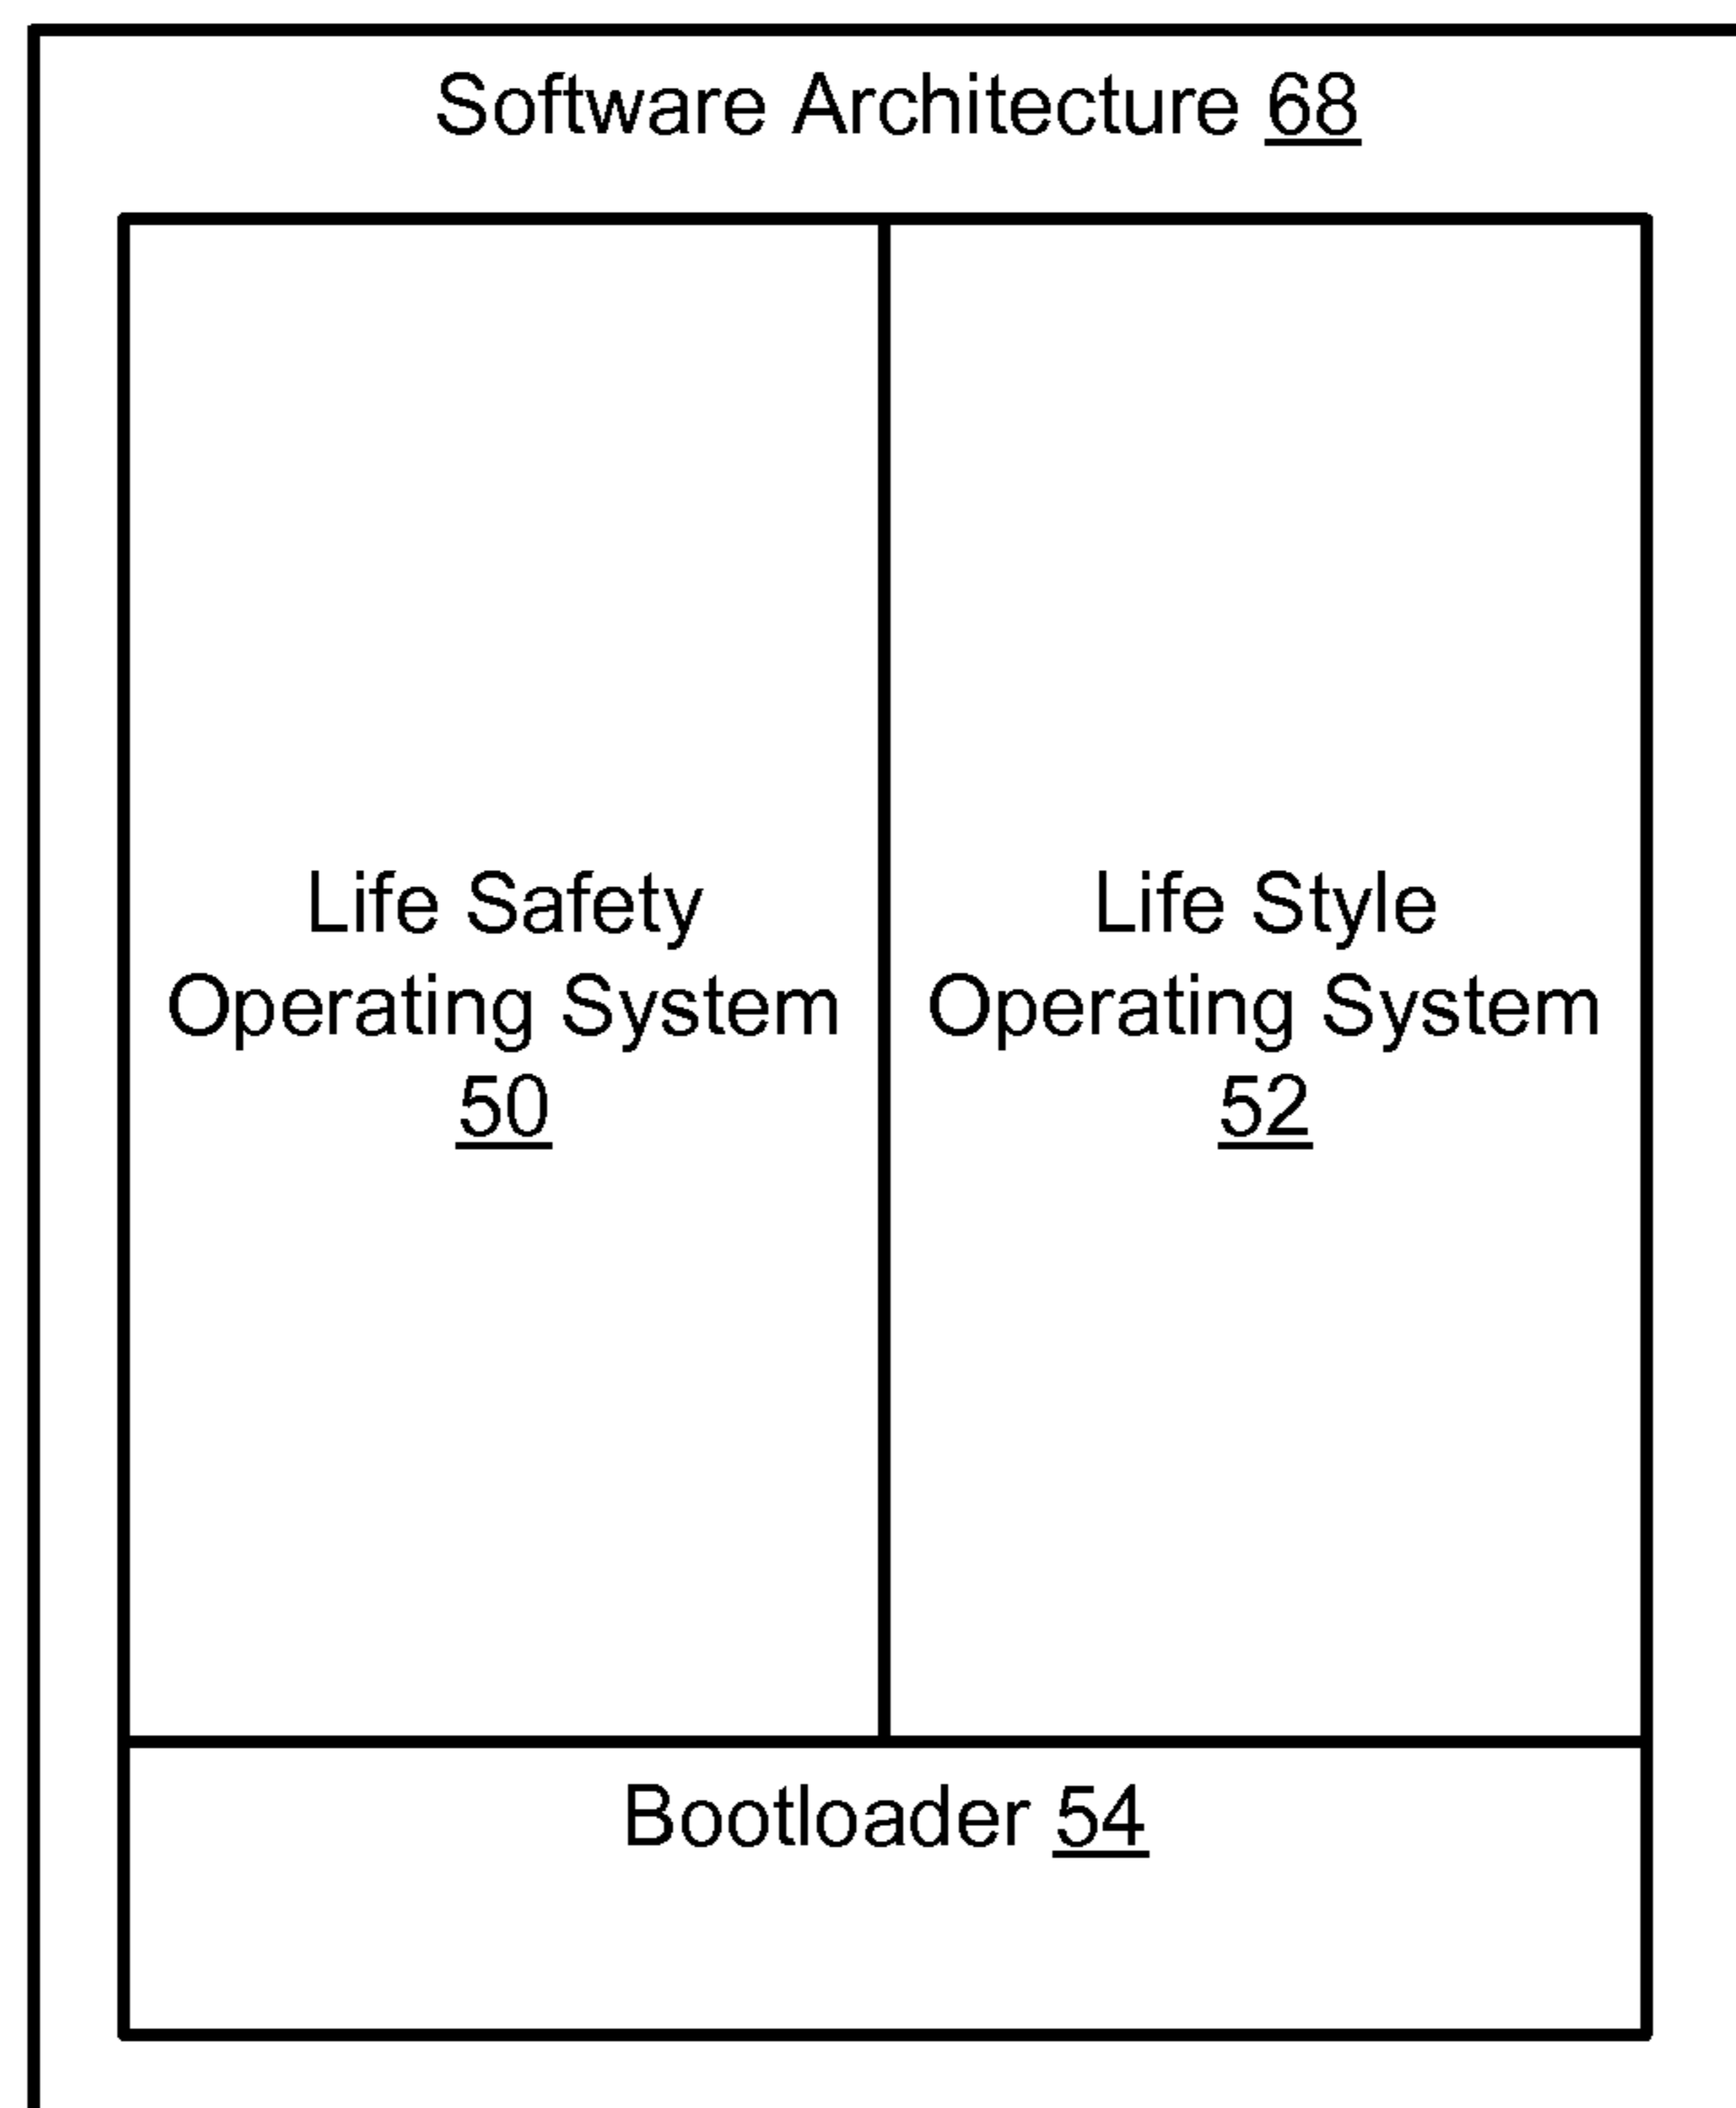 Software Architecture 68
Life Safety
Operating System
50
Life Style
Operating System
52
Bootloader 54